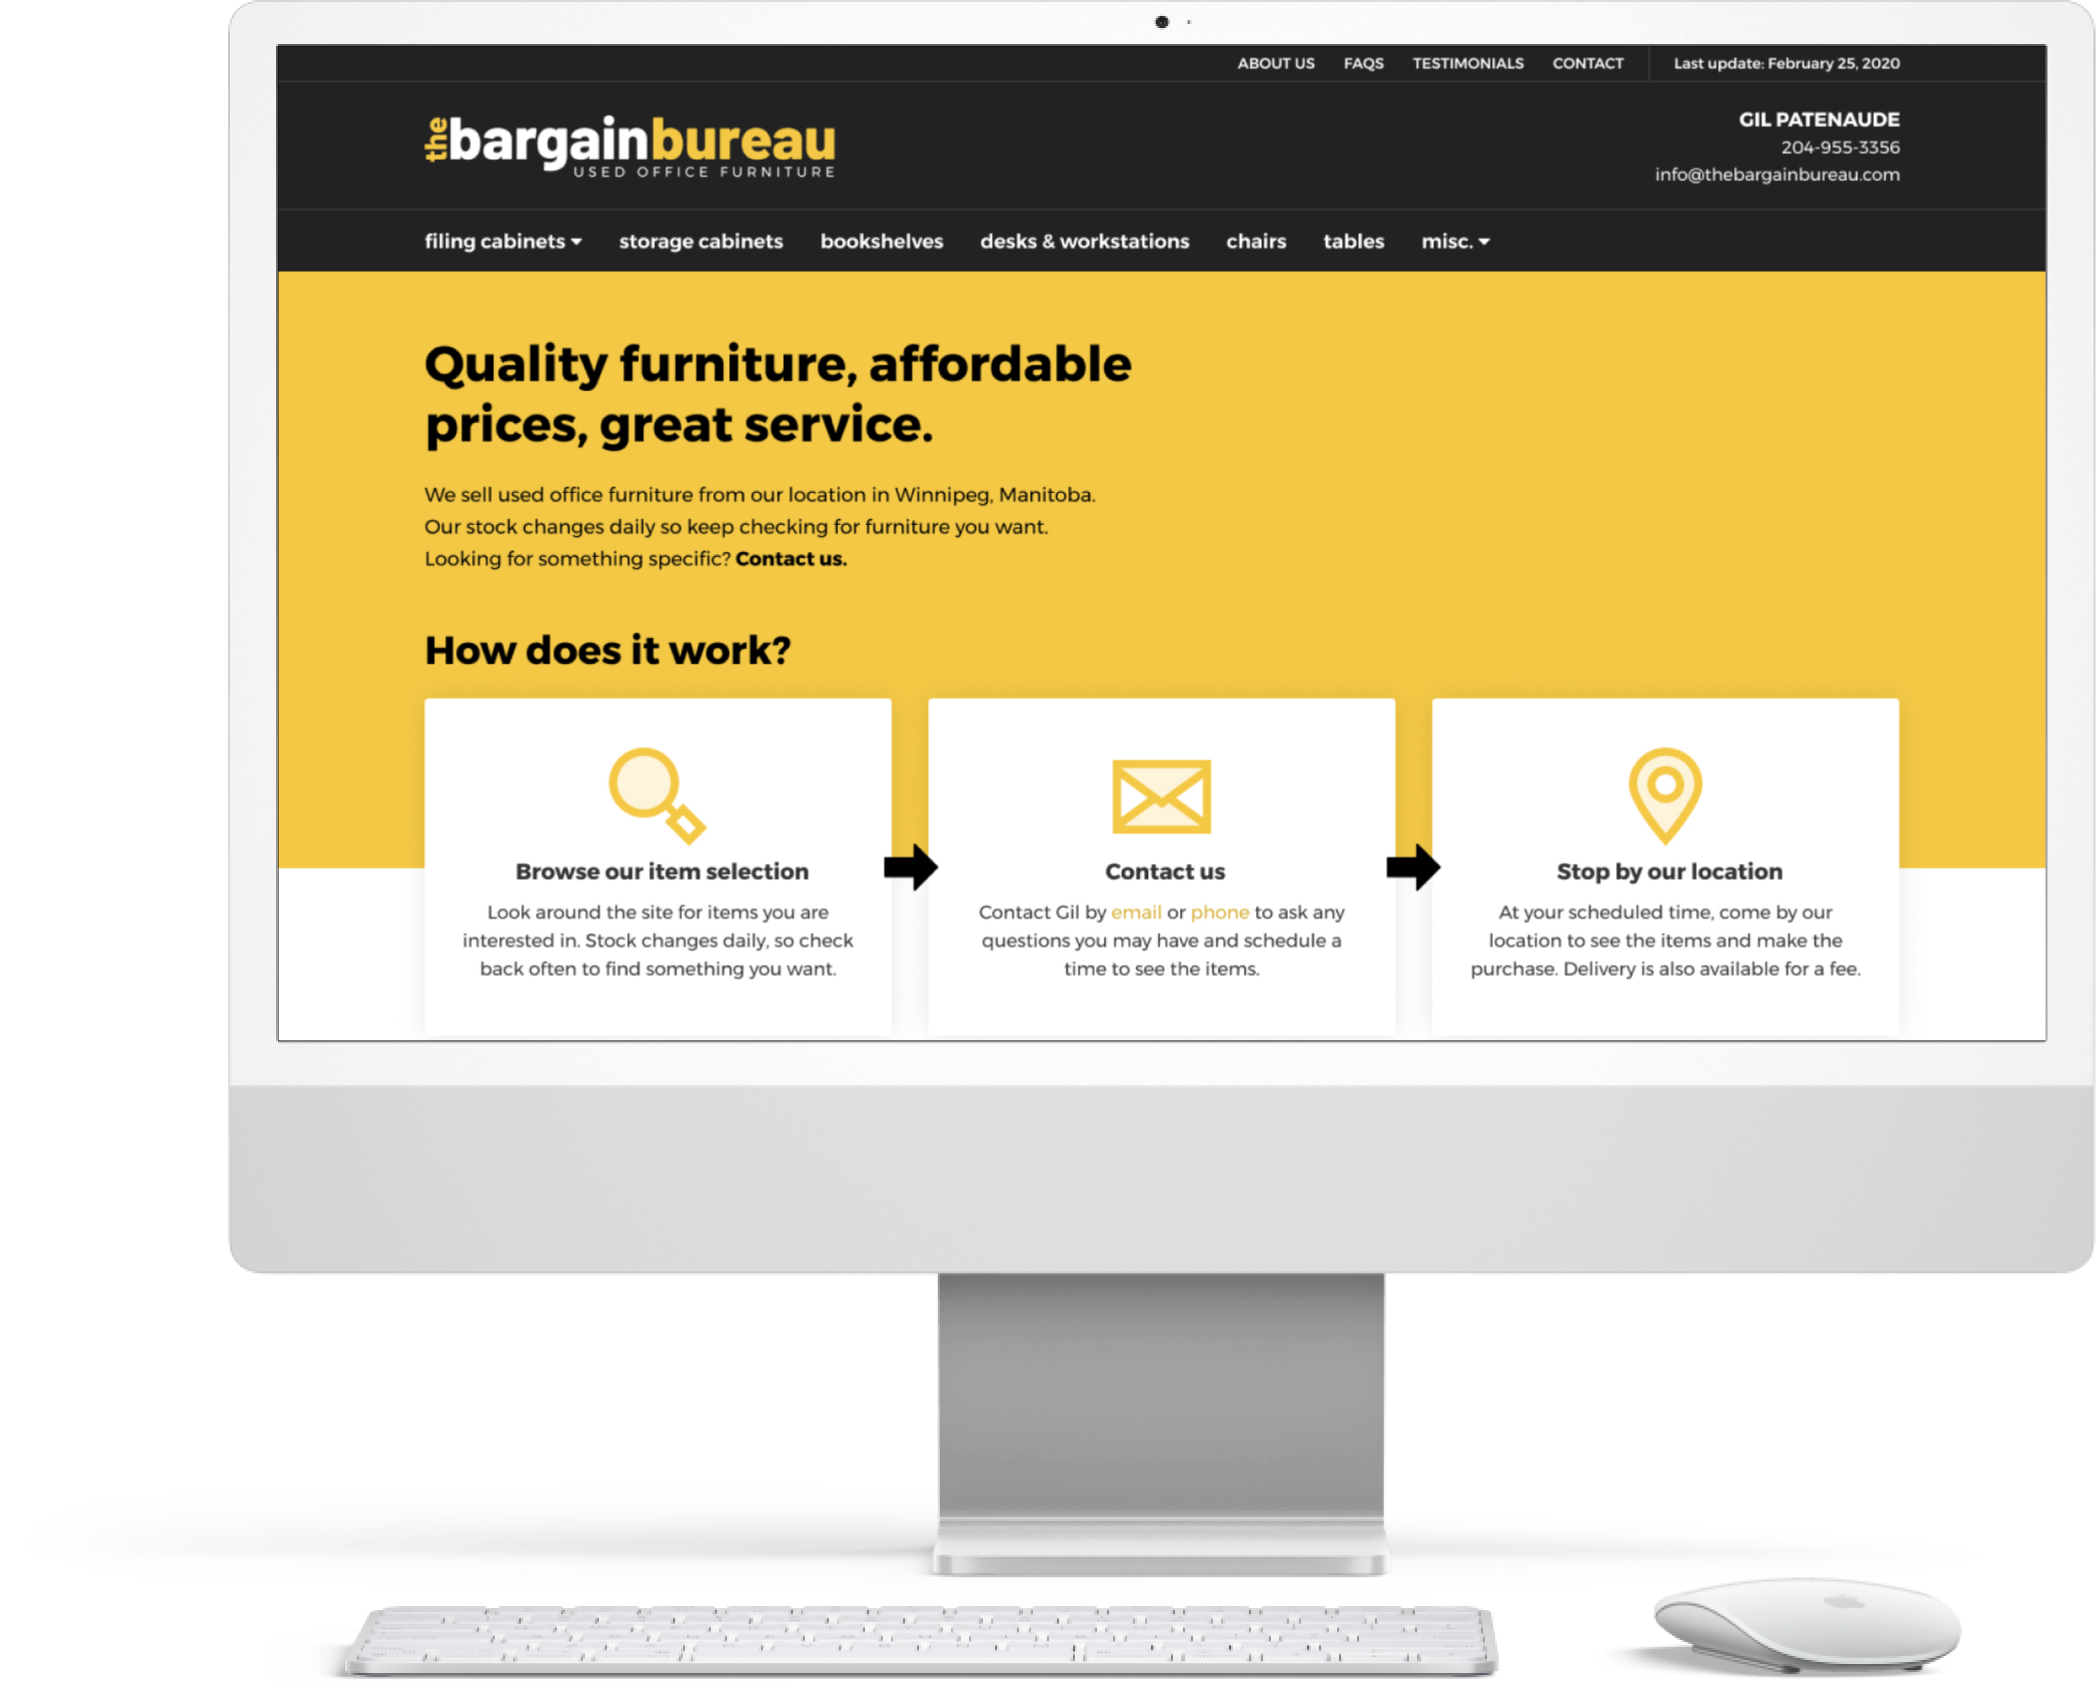 ABOUT US FAQS TESTIMONIALS CONTACT Last update: February 25, 2020
thebargainbureau
USED OFFICE FURNITURE
GIL PATENAUDE
204-955-3356
info@thebargainbureau.com
filing cabinets storage cabinets bookshelves desks & workstations chairs tables misc.
Quality furniture, affordable
prices, great service.
We sell used office furniture from our location in Winnipeg, Manitoba.
Our stock changes daily so keep checking for furniture you want.
Looking for something specific? Contact us.
How does it work?
Browse our item selection
Look around the site for items you are
interested in. Stock changes daily, so check
back often to find something you want.
Contact us
Contact Gil by email or phone to ask any
questions you may have and schedule a
time to see the items.
Stop by our location
At your scheduled time, come by our
location to see the items and make the
purchase. Delivery is also available for a fee.